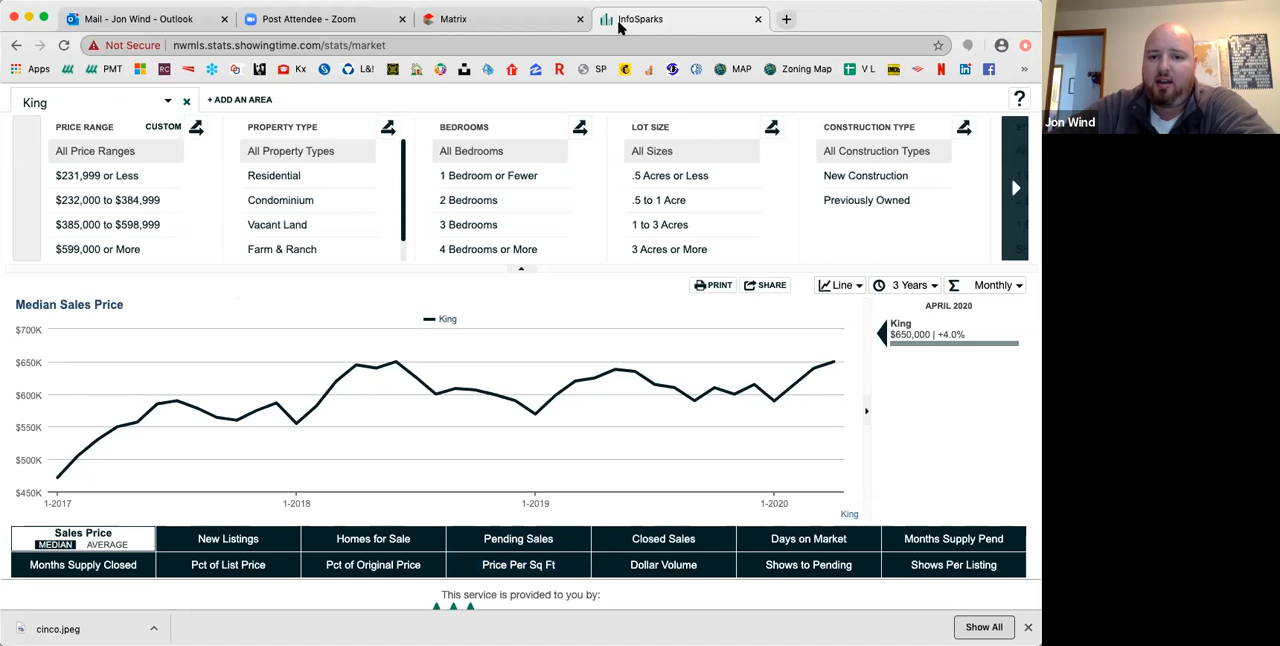 Mail - Jon Wind - Outlook
Post Attendee - Zoom
Matrix
InfoSparks
Not Secure | nwmls.stats.showingtime.com/stats/market
Apps
PMT
RC
Kx
L&!
SP
MAP
Zoning Map
V L
King
+ ADD AN AREA
?
PRICE RANGE CUSTOM
All Price Ranges
$231,999 or Less
$232,000 to $384,999
$385,000 to $598,999
$599,000 or More
PROPERTY TYPE
All Property Types
Residential
Condominium
Vacant Land
Farm & Ranch
BEDROOMS
All Bedrooms
1 Bedroom or Fewer
2 Bedrooms
3 Bedrooms
4 Bedrooms or More
LOT SIZE
All Sizes
.5 Acres or Less
.5 to 1 Acre
1 to 3 Acres
3 Acres or More
CONSTRUCTION TYPE
All Construction Types
New Construction
Previously Owned
Jon Wind
PRINT
SHARE
Line
3 Years
Monthly
Median Sales Price
King
$700K
$650K
$600K
$550K
$500K
$450K
1-2017
1-2018
1-2019
1-2020
King
APRIL 2020
King
$650,000 | +4.0%
Sales Price
MEDIAN AVERAGE
New Listings
Homes for Sale
Pending Sales
Closed Sales
Days on Market
Months Supply Pend
Months Supply Closed
Pct of List Price
Pct of Original Price
Price Per Sq Ft
Dollar Volume
Shows to Pending
Shows Per Listing
This service is provided to you by:
cinco.jpeg
Show All